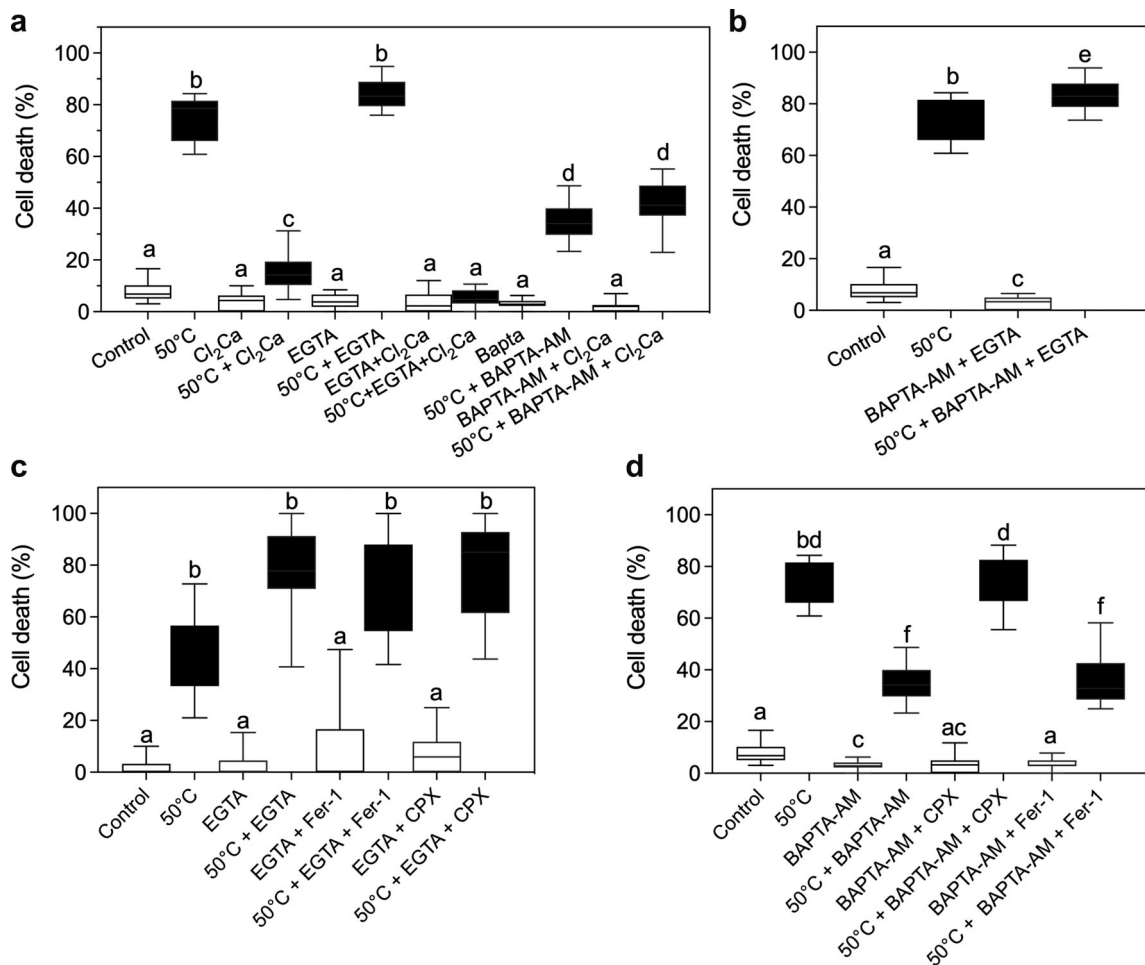 a
Cell death (%)
100
80
60
40
20
0
a
b
a
c
a
b
a
a
a
d
a
d
Control
50°C
Cl₂Ca
50°C + Cl₂Ca
EGTA
50°C + EGTA
EGTA+Cl₂Ca
50°C+EGTA+Cl₂Ca
Bapta
50°C + BAPTA-AM
BAPTA-AM + Cl₂Ca
50°C + BAPTA-AM + Cl₂Ca
b
Cell death (%)
100
80
60
40
20
0
a
b
c
e
Control
50°C
BAPTA-AM + EGTA
50°C + BAPTA-AM + EGTA
c
Cell death (%)
100
80
60
40
20
0
a
b
a
b
a
b
a
b
Control
50°C
EGTA
50°C + EGTA
EGTA + Fer-1
50°C + EGTA + Fer-1
EGTA + CPX
50°C + EGTA + CPX
d
Cell death (%)
100
80
60
40
20
0
a
bd
c
f
ac
d
a
f
Control
50°C
BAPTA-AM
50°C + BAPTA-AM
BAPTA-AM + CPX
50°C + BAPTA-AM + CPX
BAPTA-AM + Fer-1
50°C + BAPTA-AM + Fer-1